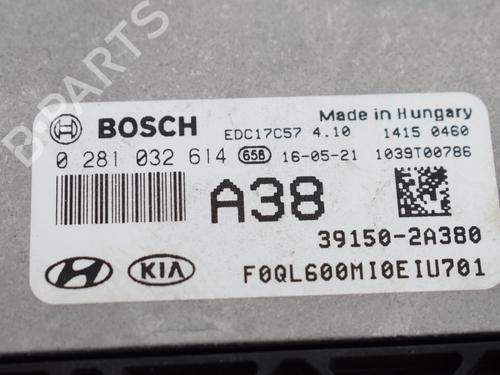 B-PARTS
BOSCH
EDC17C57 4.10
Made in Hungary
1415 0460
0 281 032 614 658 16-05-21 1039T00786
A38
39150-2A380
KIA
F0QL600MI0EIU701